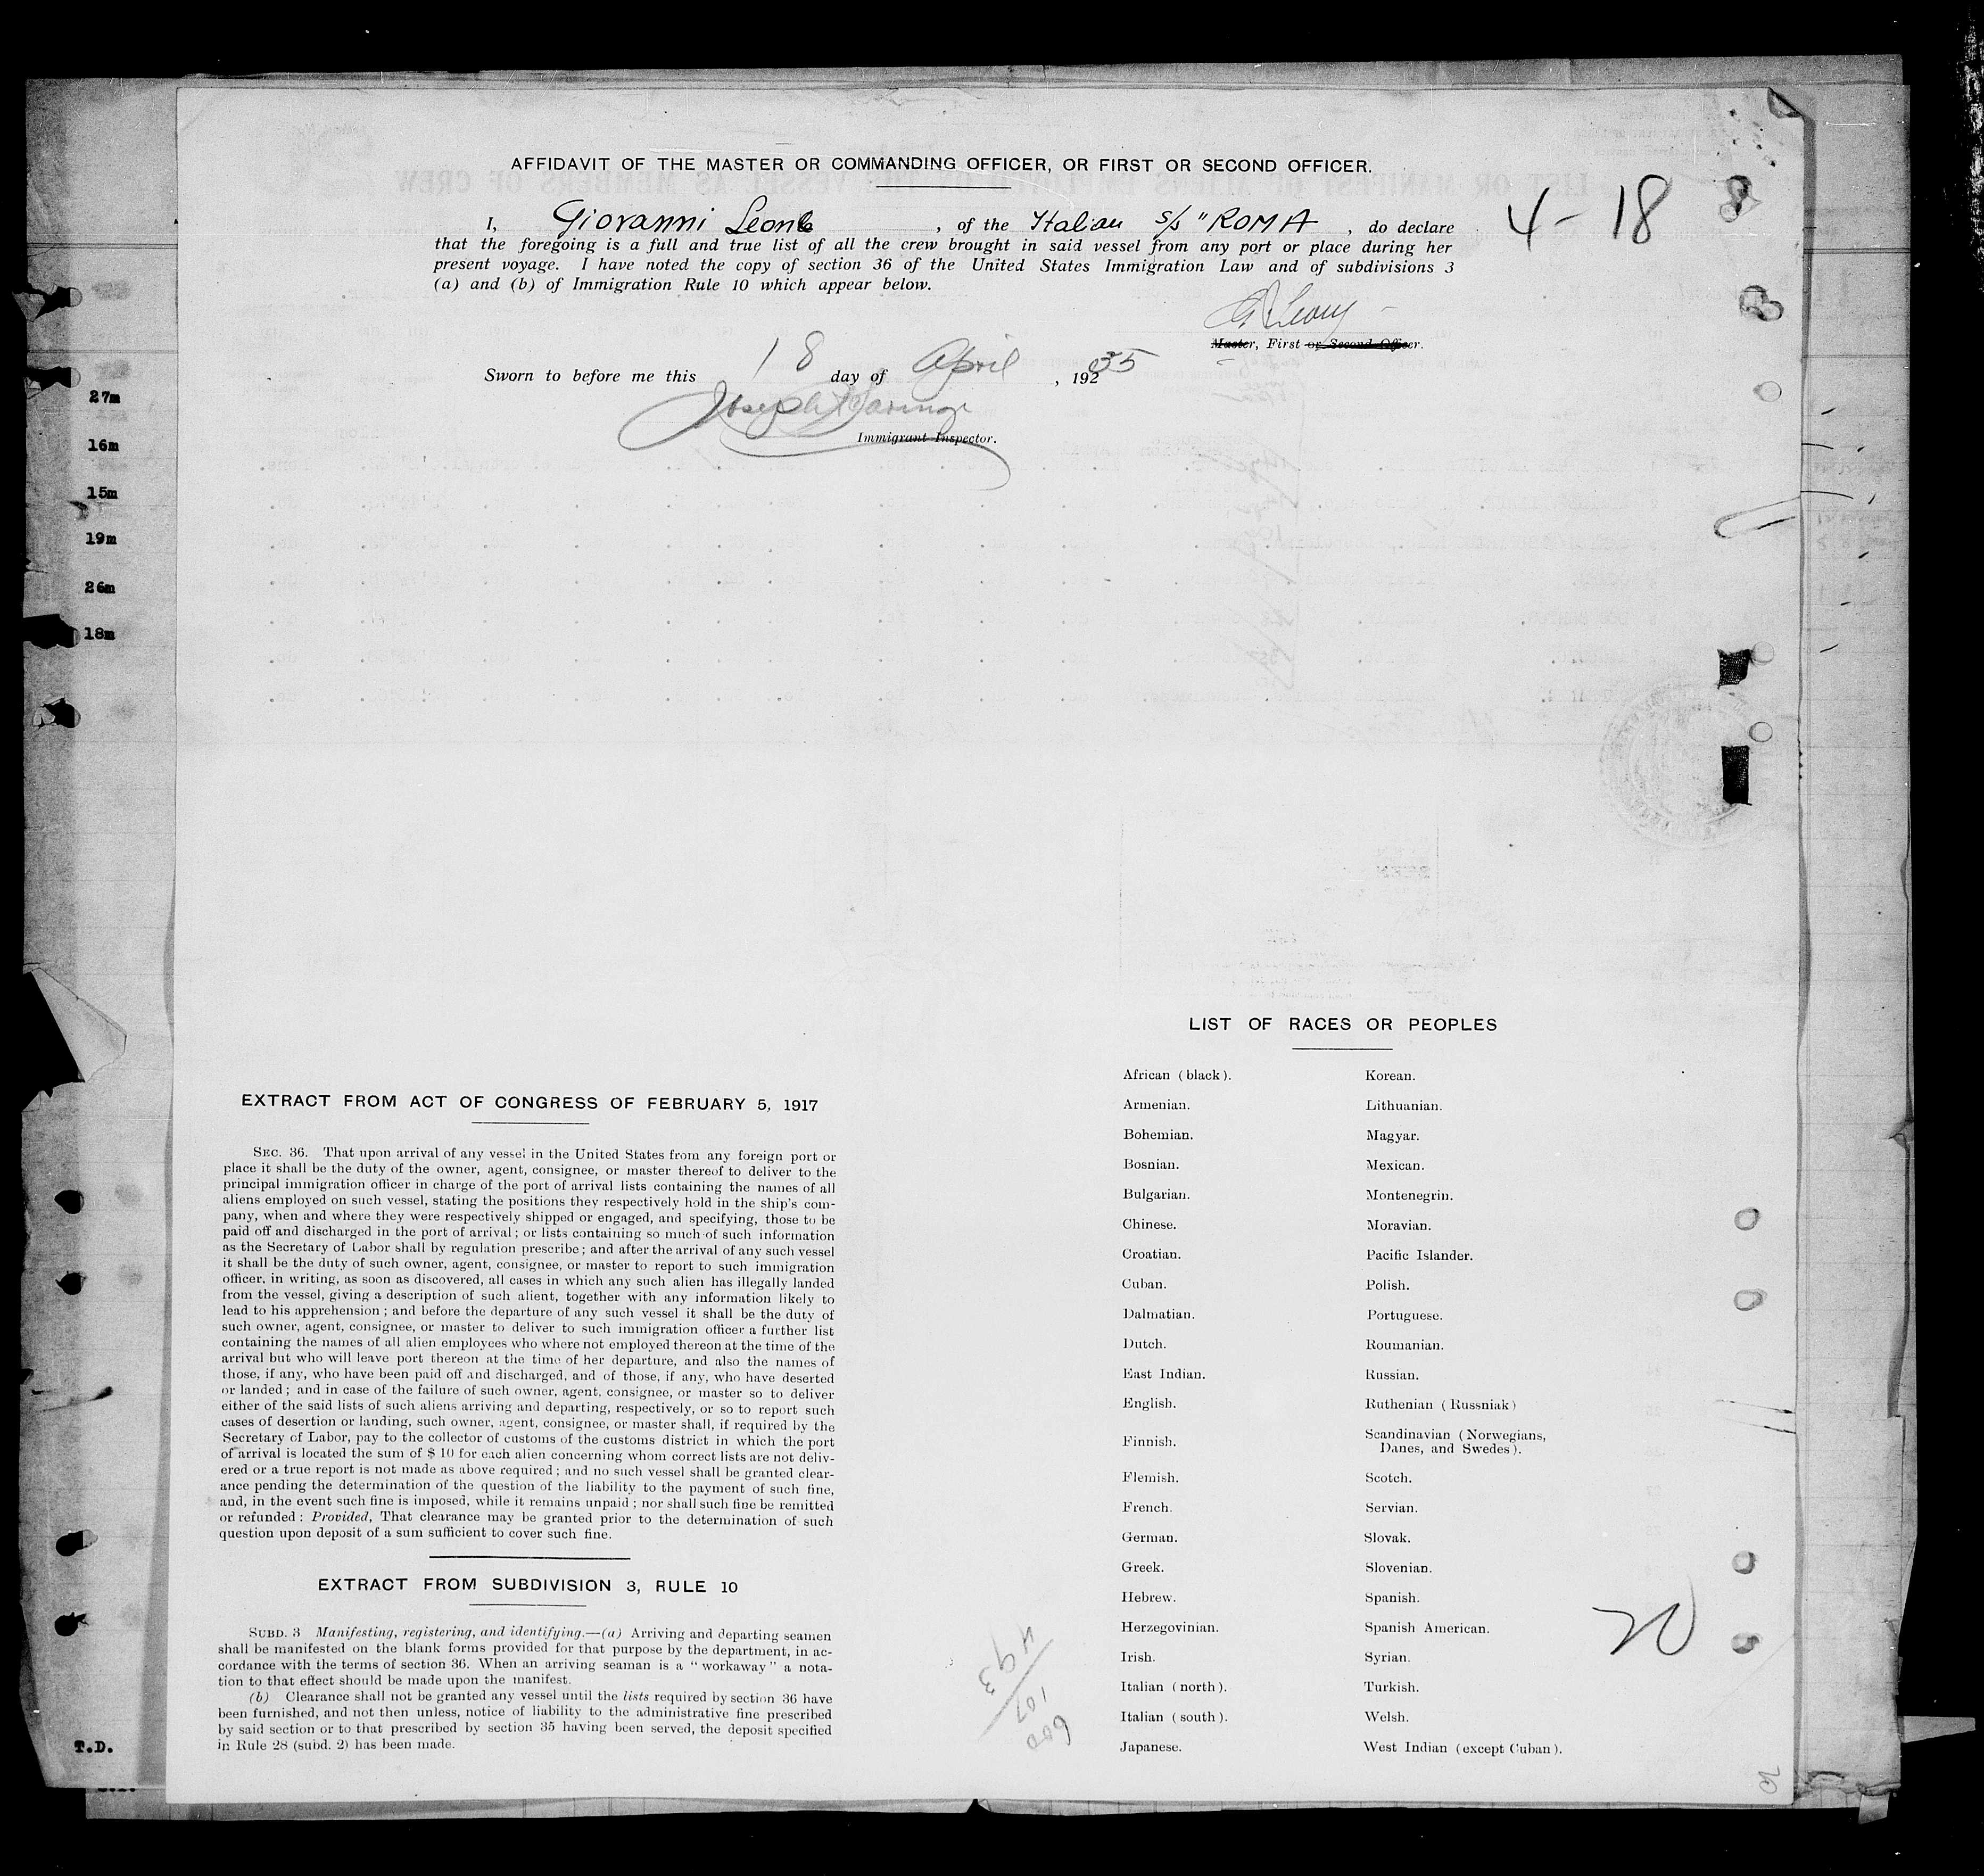 AFFIDAVIT OF THE MASTER OR COMMANDING OFFICER, OR FIRST OR SECOND OFFICER.
4-18
I, Giovanni Leone, of the Italian s/s "ROMA, do declare
that the foregoing is a full and true list of all the crew brought in said vessel from any port or place during her
present voyage. I have noted the copy of section 36 of the United States Immigration Law and of subdivisions 3
(a) and (b) of Immigration Rule 10 which appear below.
Master, First or Second Officer.
Sworn to before me this 18 day of April, 19235
Joseph
Immigrant Inspector.
27m
16m
15m
19m
26m
18m
T.D.
EXTRACT FROM ACT OF CONGRESS OF FEBRUARY 5, 1917
SEC. 36. That upon arrival of any vessel in the United States from any foreign port or
place it shall be the duty of the owner, agent, consignee, or master thereof to deliver to the
principal immigration officer in charge of the port of arrival lists containing the names of all
aliens employed on such vessel, stating the positions they respectively hold in the ship's com-
pany, when and where they were respectively shipped or engaged, and specifying, those to be
paid off and discharged in the port of arrival; or lists containing so much of such information
as the Secretary of Labor shall by regulation prescribe; and after the arrival of any such vessel
it shall be the duty of such owner, agent, consignee, or master to report to such immigration
officer, in writing, as soon as discovered, all cases in which any such alien has illegally landed
from the vessel, giving a description of such alient, together with any information likely to
lead to his apprehension; and before the departure of any such vessel it shall be the duty of
such owner, agent, consignee, or master to deliver to such immigration officer a further list
containing the names of all alien employees who where not employed thereon at the time of the
arrival but who will leave port thereon at the time of her departure, and also the names of
those, if any, who have been paid off and discharged, and of those, if any, who have deserted
or landed; and in case of the failure of such owner, agent, consignee, or master so to deliver
either of the said lists of such aliens arriving and departing, respectively, or so to report such
cases of desertion or landing, such owner, agent, consignee, or master shall, if required by the
Secretary of Labor, pay to the collector of customs of the customs district in which the port
of arrival is located the sum of $ 10 for each alien concerning whom correct lists are not deliv-
ered or a true report is not made as above required; and no such vessel shall be granted clear-
ance pending the determination of the question of the liability to the payment of such fine,
and, in the event such fine is imposed, while it remains unpaid; nor shall such fine be remitted
or refunded: Provided, That clearance may be granted prior to the determination of such
question upon deposit of a sum sufficient to cover such fine.
EXTRACT FROM SUBDIVISION 3, RULE 10
SUBD. 3 Manifesting, registering, and identifying.—(a) Arriving and departing seamen
shall be manifested on the blank forms provided for that purpose by the department, in ac-
cordance with the terms of section 36. When an arriving seaman is a "workaway" a nota-
tion to that effect should be made upon the manifest.
(b) Clearance shall not be granted any vessel until the lists required by section 36 have
been furnished, and not then unless, notice of liability to the administrative fine prescribed
by said section or to that prescribed by section 35 having been served, the deposit specified
in Rule 28 (subd. 2) has been made.
493
107
600
LIST OF RACES OR PEOPLES
African (black).
Armenian.
Bohemian.
Bosnian.
Bulgarian.
Chinese.
Croatian.
Cuban.
Dalmatian.
Dutch.
East Indian.
English.
Finnish.
Flemish.
French.
German.
Greek.
Hebrew.
Herzegovinian.
Irish.
Italian (north).
Italian (south).
Japanese.
Korean.
Lithuanian.
Magyar.
Mexican.
Montenegrin.
Moravian.
Pacific Islander.
Polish.
Portuguese.
Roumanian.
Russian.
Ruthenian (Russniak)
Scandinavian (Norwegians,
Danes, and Swedes).
Scotch.
Servian.
Slovak.
Slovenian.
Spanish.
Spanish American.
Syrian.
Turkish.
Welsh.
West Indian (except Cuban).
20